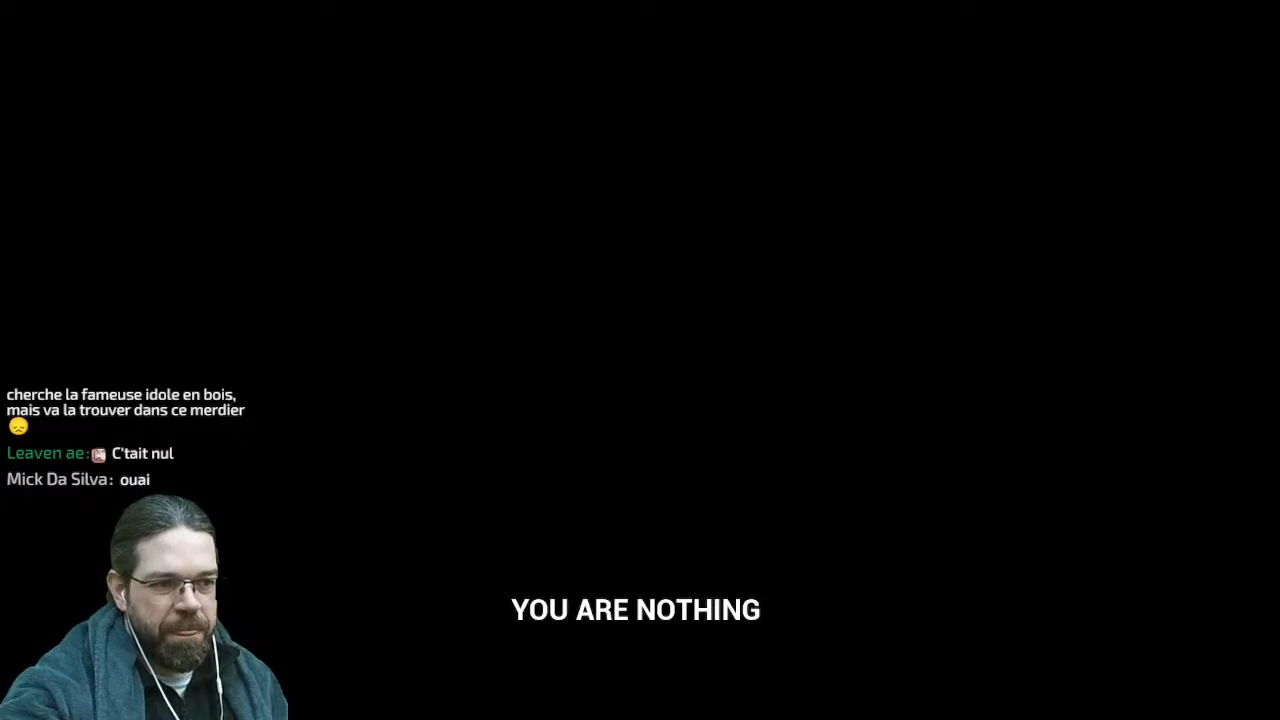 cherche la fameuse idole en bois,
mais va la trouver dans ce merdier
Leaven ae: C'tait nul
Mick Da Silva: ouai
YOU ARE NOTHING